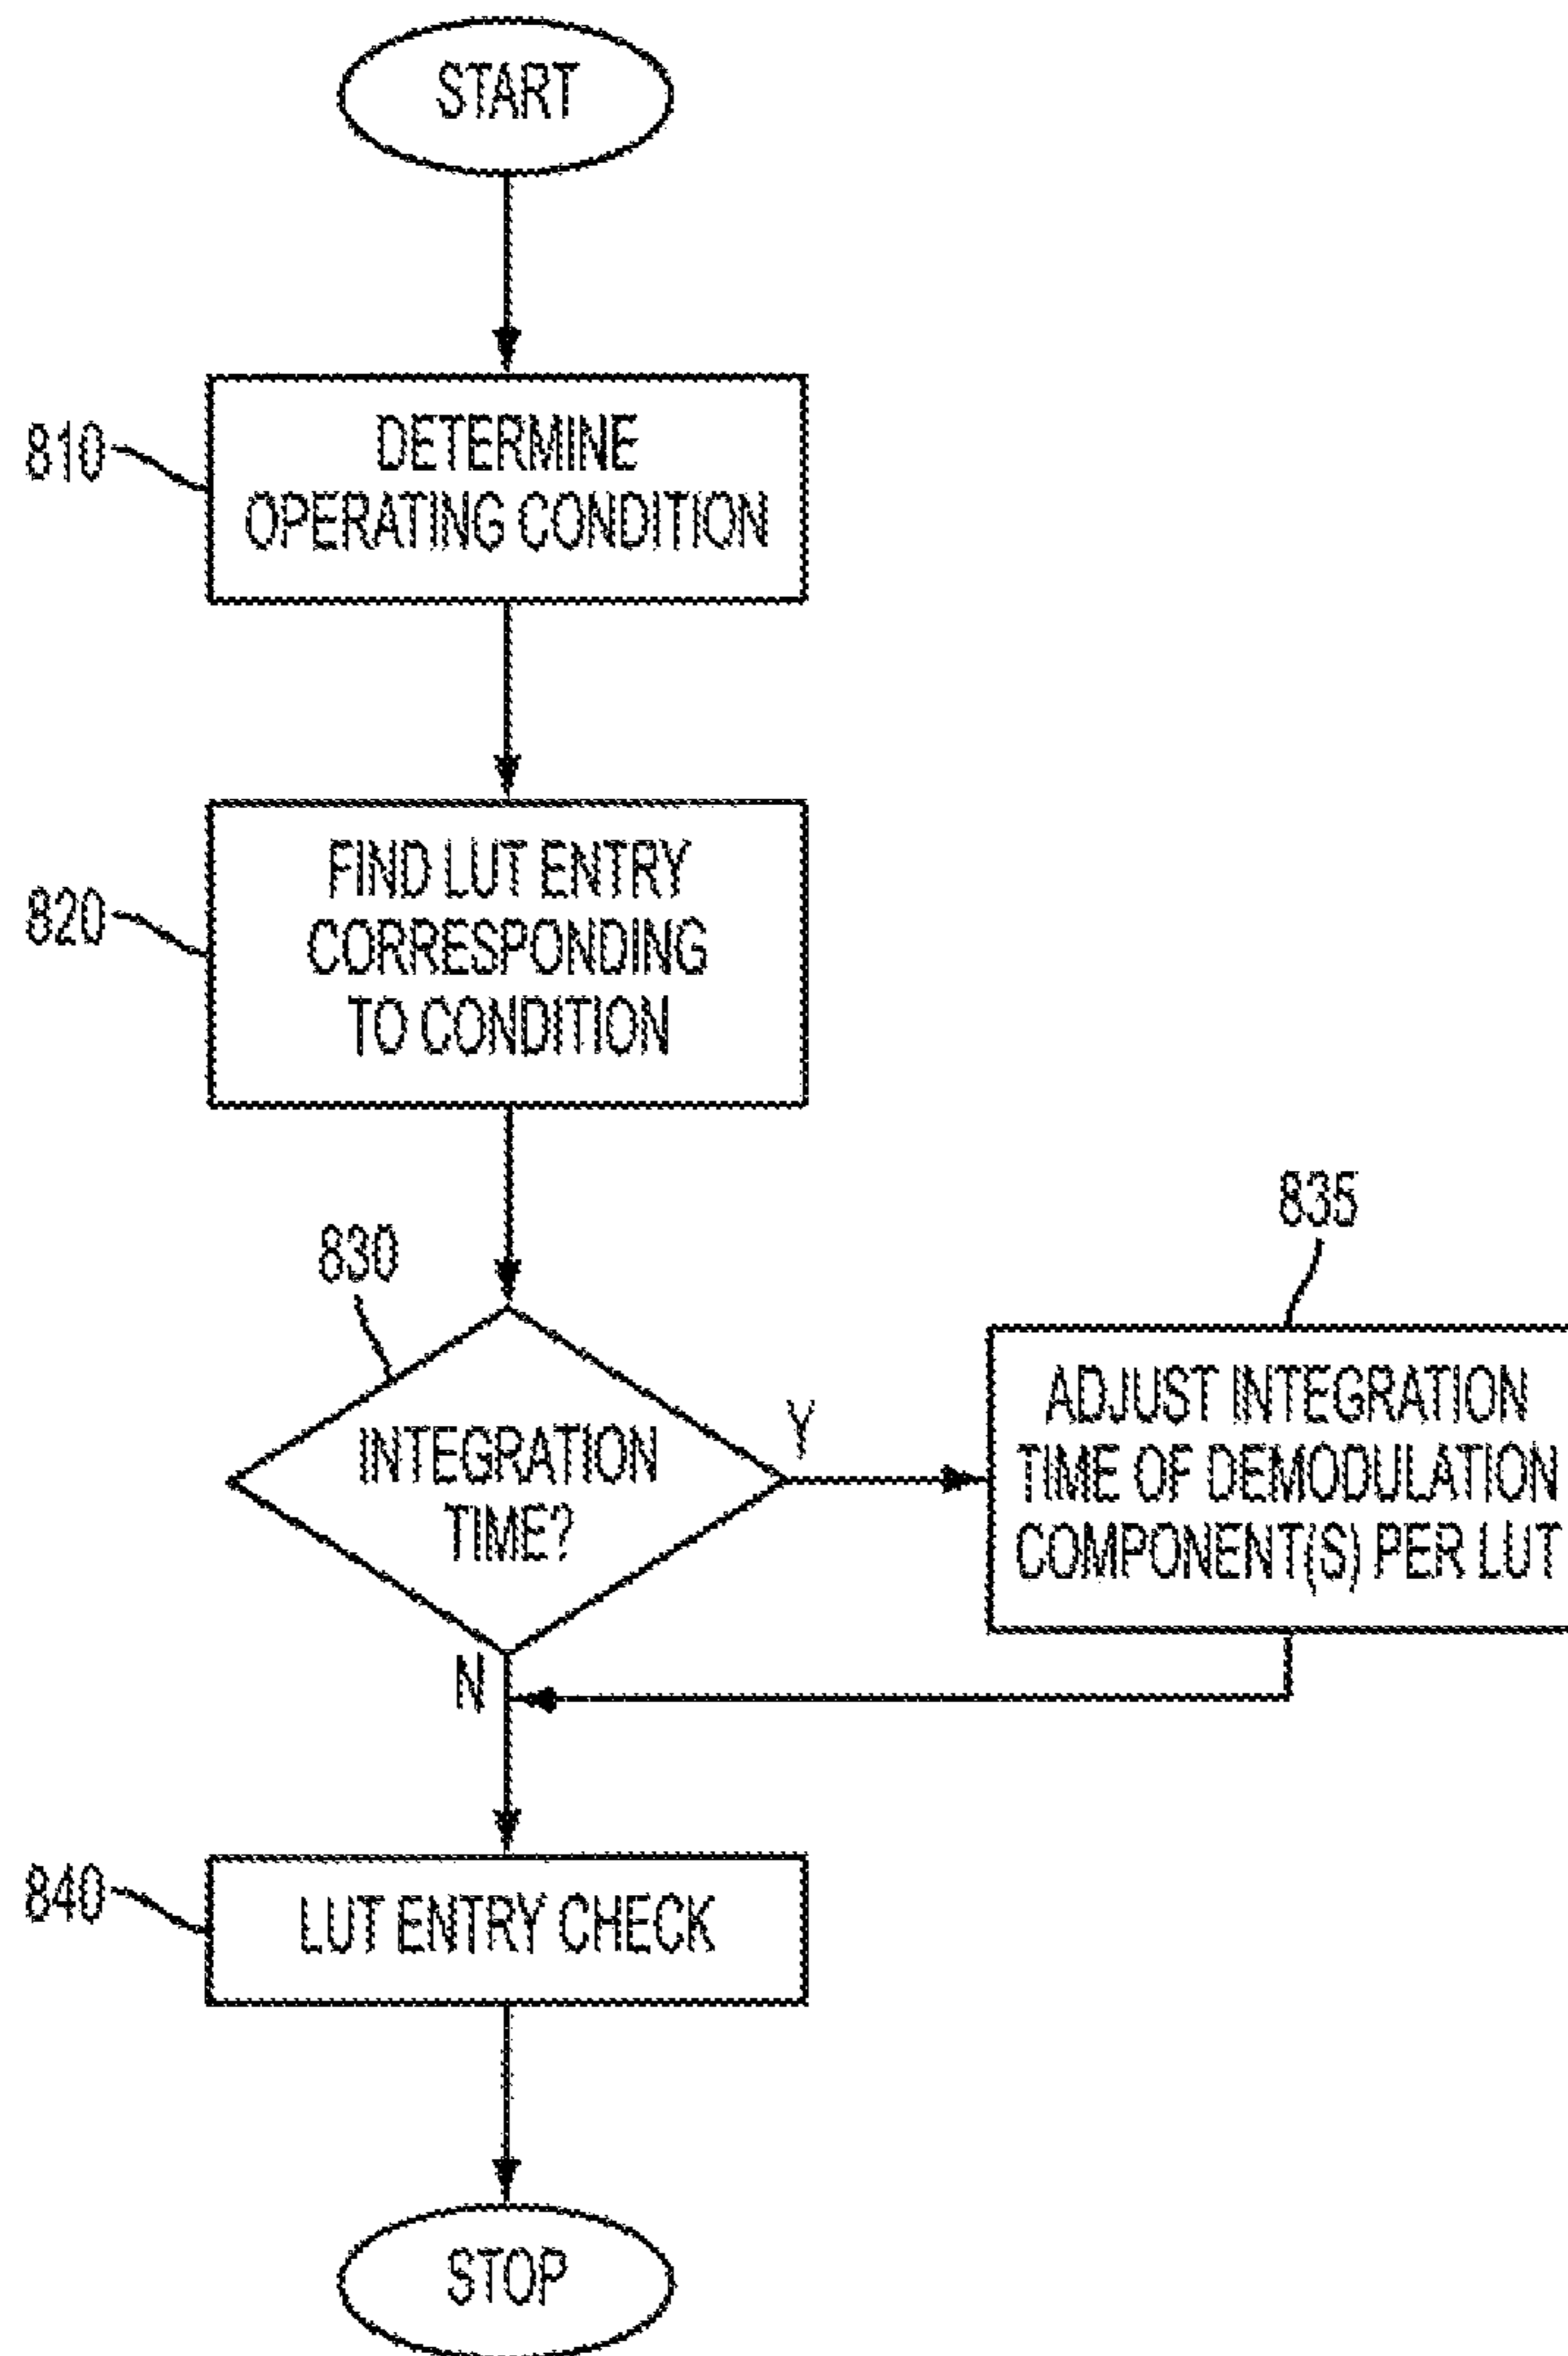 START
810
DETERMINE
OPERATING CONDITION
820
FIND LUT ENTRY
CORRESPONDING
TO CONDITION
830
INTEGRATION
TIME?
Y
835
ADJUST INTEGRATION
TIME OF DEMODULATION
COMPONENT(S) PER LUT
N
840
LUT ENTRY CHECK
STOP